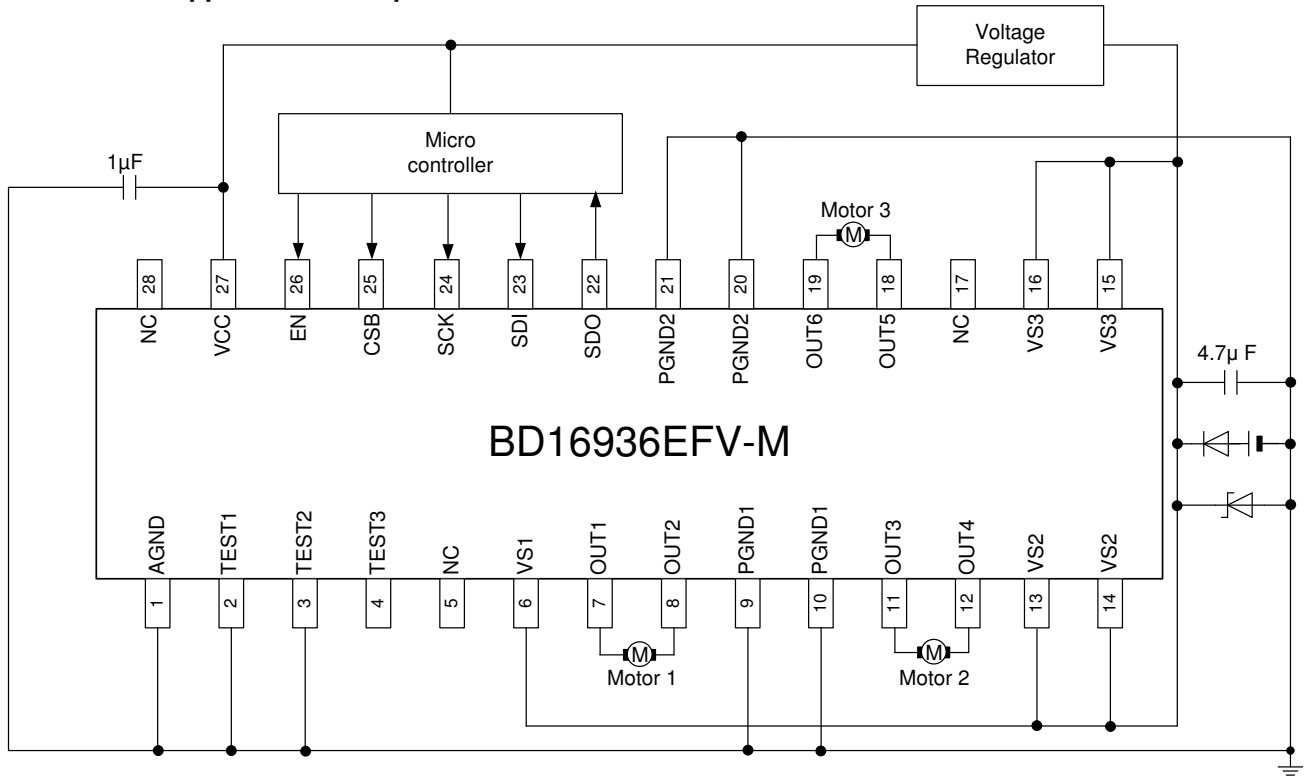 Voltage
Regulator
Micro
controller
1µF
Motor 3
M
28
27
26
25
24
23
22
21
20
19
18
17
16
15
NC
VCC
EN
CSB
SCK
SDI
SDO
PGND2
PGND2
OUT6
OUT5
NC
VS3
VS3
4.7µ F
BD16936EFV-M
AGND
TEST1
TEST2
TEST3
NC
VS1
OUT1
OUT2
PGND1
PGND1
OUT3
OUT4
VS2
VS2
1
2
3
4
5
6
7
8
9
10
11
12
13
14
M
Motor 1
M
Motor 2